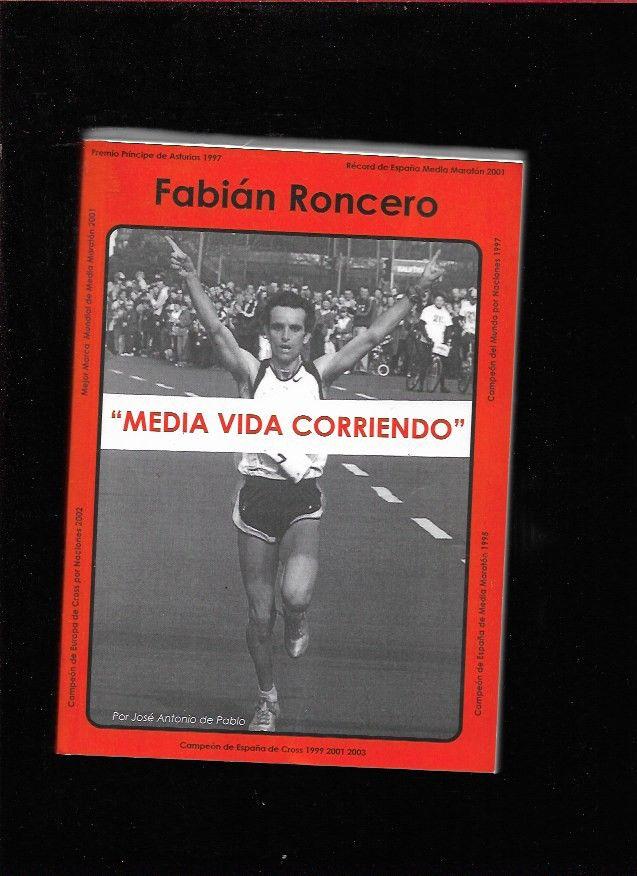 Premio Príncipe de Asturias 1997
Récord de España Media Maratón 2001
Fabián Roncero
Mejor Marca Mundial de Media Maratón 2001
Campeón del Mundo por Naciones 1997
“MEDIA VIDA CORRIENDO”
Campeón de Europa de Cross por Naciones 2002
Campeón de España de Media Maratón 1995
Por José Antonio de Pablo
Campeón de España de Cross 1999 2001 2003